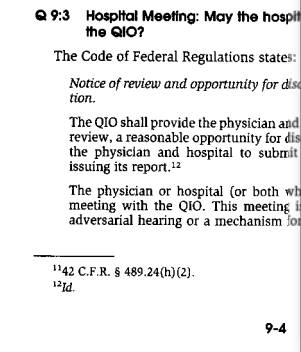 Q 9:3 Hospital Meeting: May the hospit
the QIO?
The Code of Federal Regulations states:
Notice of review and opportunity for disc
tion.
The QIO shall provide the physician and
review, a reasonable opportunity for dis
the physician and hospital to submit
issuing its report.12
The physician or hospital (or both wh
meeting with the QIO. This meeting i
adversarial hearing or a mechanism for
1142 C.F.R. § 489.24(h)(2).
12Id.
9-4